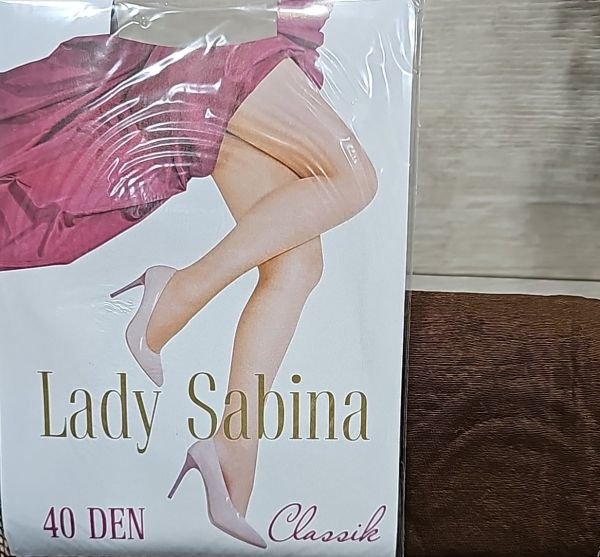 Lady Sabina
40 DEN
Classik